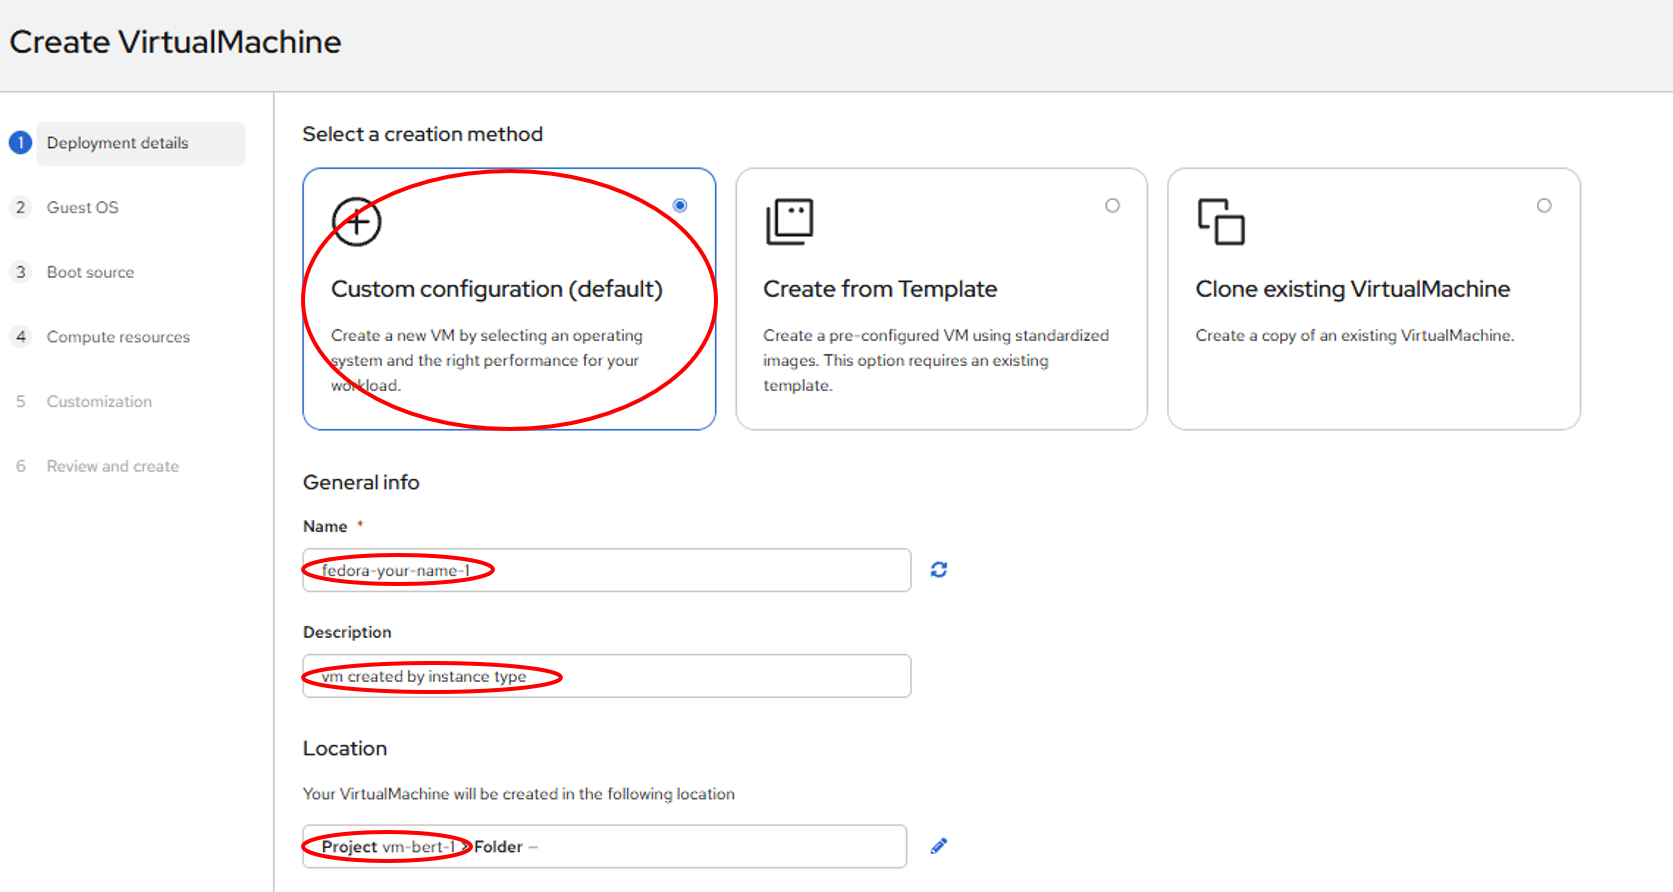 Create VirtualMachine
1 Deployment details
2 Guest OS
3 Boot source
4 Compute resources
5 Customization
6 Review and create
Select a creation method
Custom configuration (default)
Create a new VM by selecting an operating
system and the right performance for your
workload.
Create from Template
Create a pre-configured VM using standardized
images. This option requires an existing
template.
Clone existing VirtualMachine
Create a copy of an existing VirtualMachine.
General info
Name *
fedora-your-name-1
Description
vm created by instance type
Location
Your VirtualMachine will be created in the following location
Project vm-bert-1 > Folder –